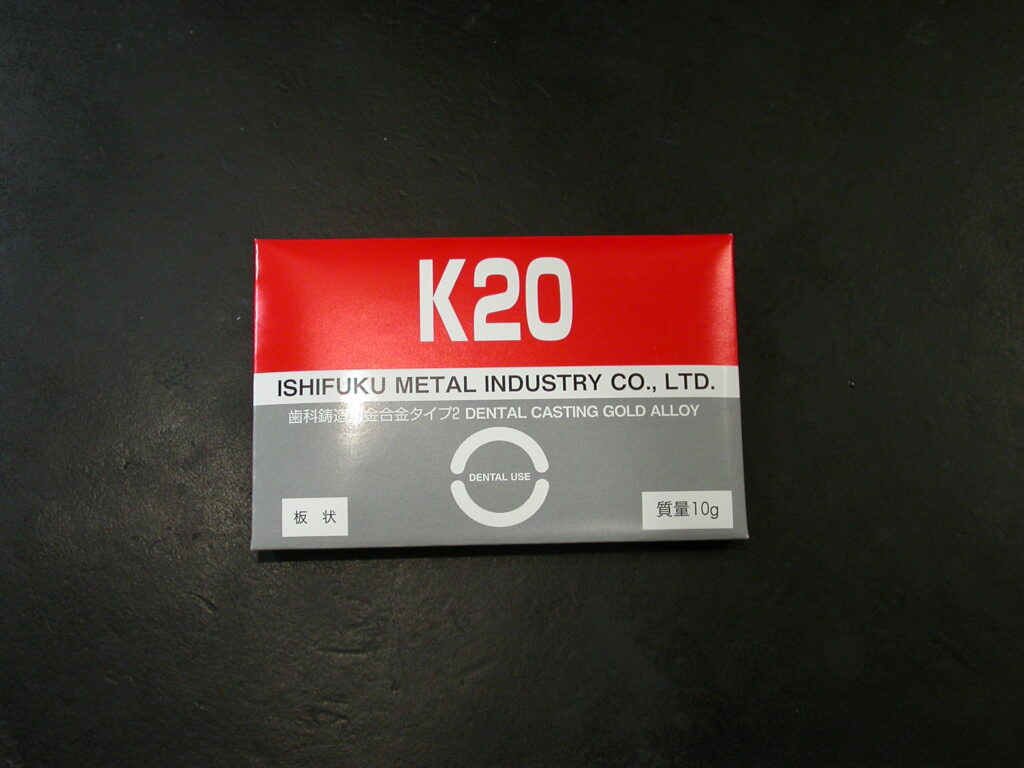 K20
ISHIFUKU METAL INDUSTRY CO., LTD.
歯科鋳造用金合金タイプ2 DENTAL CASTING GOLD ALLOY
DENTAL USE
板 状
質量10g